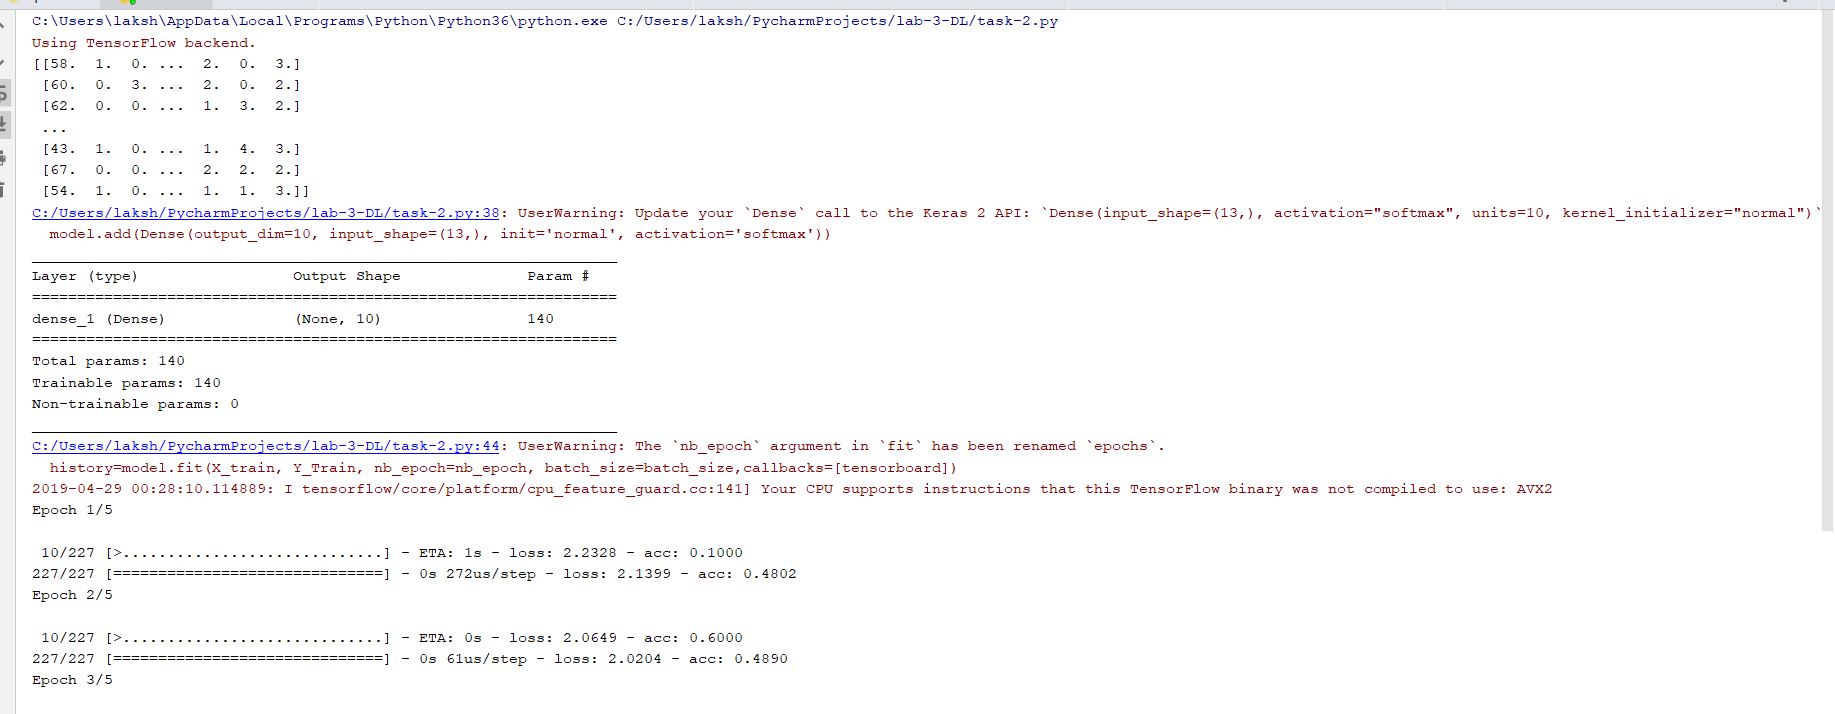 C:\Users\laksh\AppData\Local\Programs\Python\Python36\python.exe C:/Users/laksh/PycharmProjects/lab-3-DL/task-2.py
Using TensorFlow backend.
[[58.  1.  0. ...  2.  0.  3.]
 [60.  0.  3. ...  2.  0.  2.]
 [62.  0.  0. ...  1.  3.  2.]
 ...
 [43.  1.  0. ...  1.  4.  3.]
 [67.  0.  0. ...  2.  2.  2.]
 [54.  1.  0. ...  1.  1.  3.]]
C:/Users/laksh/PycharmProjects/lab-3-DL/task-2.py:38: UserWarning: Update your `Dense` call to the Keras 2 API: `Dense(input_shape=(13,), activation="softmax", units=10, kernel_initializer="normal")`
  model.add(Dense(output_dim=10, input_shape=(13,), init='normal', activation='softmax'))
_________________________________________________________________
Layer (type)                 Output Shape              Param #
=================================================================
dense_1 (Dense)              (None, 10)                140
=================================================================
Total params: 140
Trainable params: 140
Non-trainable params: 0
_________________________________________________________________
C:/Users/laksh/PycharmProjects/lab-3-DL/task-2.py:44: UserWarning: The `nb_epoch` argument in `fit` has been renamed `epochs`.
  history=model.fit(X_train, Y_Train, nb_epoch=nb_epoch, batch_size=batch_size,callbacks=[tensorboard])
2019-04-29 00:28:10.114889: I tensorflow/core/platform/cpu_feature_guard.cc:141] Your CPU supports instructions that this TensorFlow binary was not compiled to use: AVX2
Epoch 1/5
 10/227 [>.............................] - ETA: 1s - loss: 2.2328 - acc: 0.1000
227/227 [==============================] - 0s 272us/step - loss: 2.1399 - acc: 0.4802
Epoch 2/5
 10/227 [>.............................] - ETA: 0s - loss: 2.0649 - acc: 0.6000
227/227 [==============================] - 0s 61us/step - loss: 2.0204 - acc: 0.4890
Epoch 3/5